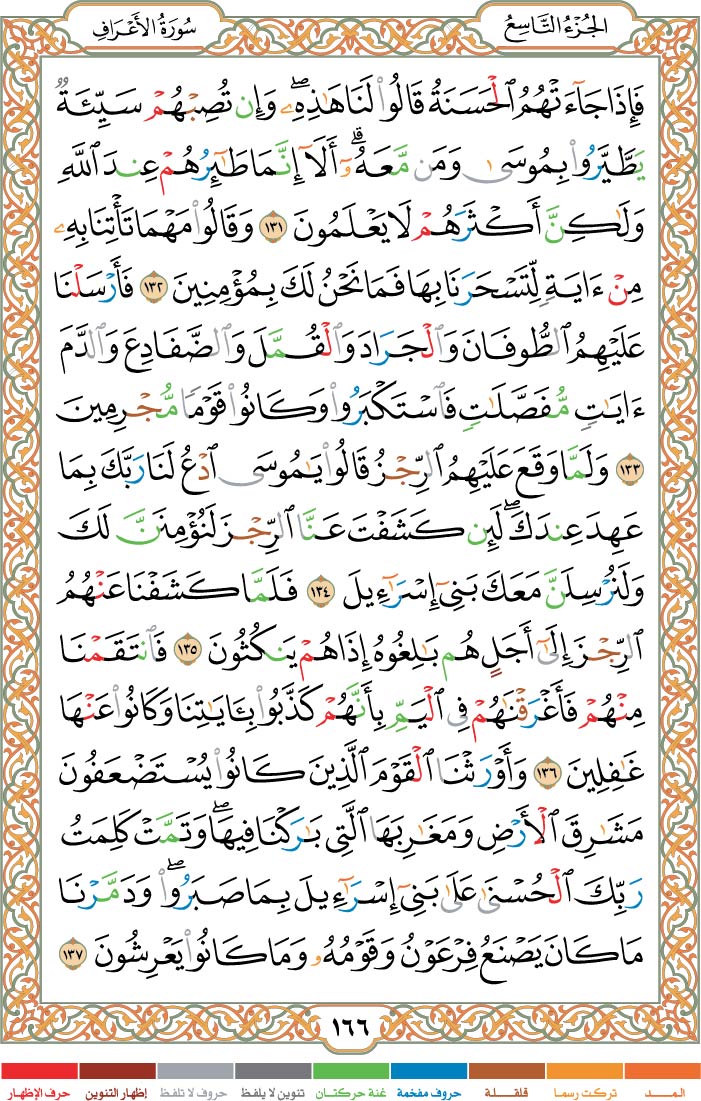 الجُزْءُ التَّاسِعُ
سُورَةُ الأَعْرَافِ
فَإِذَا جَآءَتْهُمُ ٱلْحَسَنَةُ قَالُوا۟ لَنَا هَٰذِهِۦ ۖ وَإِن تُصِبْهُمْ سَيِّئَةٌ
يَطَّيَّرُوا۟ بِمُوسَىٰ وَمَن مَّعَهُۥٓ ۗ أَلَآ إِنَّمَا طَٰٓئِرُهُمْ عِندَ ٱللَّهِ
وَلَٰكِنَّ أَكْثَرَهُمْ لَا يَعْلَمُونَ ١٣١ وَقَالُوا۟ مَهْمَا تَأْتِنَا بِهِۦ
مِنْ ءَايَةٍ لِّتَسْحَرَنَا بِهَا فَمَا نَحْنُ لَكَ بِمُؤْمِنِينَ ١٣٢ فَأَرْسَلْنَا
عَلَيْهِمُ ٱلطُّوفَانَ وَٱلْجَرَادَ وَٱلْقُمَّلَ وَٱلضَّفَادِعَ وَٱلدَّمَ
ءَايَٰتٍ مُّفَصَّلَٰتٍ فَٱسْتَكْبَرُوا۟ وَكَانُوا۟ قَوْمًا مُّجْرِمِينَ
١٣٣ وَلَمَّا وَقَعَ عَلَيْهِمُ ٱلرِّجْزُ قَالُوا۟ يَٰمُوسَى ٱدْعُ لَنَا رَبَّكَ بِمَا
عَهِدَ عِندَكَ ۖ لَئِن كَشَفْتَ عَنَّا ٱلرِّجْزَ لَنُؤْمِنَنَّ لَكَ
وَلَنُرْسِلَنَّ مَعَكَ بَنِىٓ إِسْرَٰٓءِيلَ ١٣٤ فَلَمَّا كَشَفْنَا عَنْهُمُ
ٱلرِّجْزَ إِلَىٰٓ أَجَلٍ هُم بَٰلِغُوهُ إِذَا هُمْ يَنكُثُونَ ١٣٥ فَٱنتَقَمْنَا
مِنْهُمْ فَأَغْرَقْنَٰهُمْ فِى ٱلْيَمِّ بِأَنَّهُمْ كَذَّبُوا۟ بِـَٔايَٰتِنَا وَكَانُوا۟ عَنْهَا
غَٰفِلِينَ ١٣٦ وَأَوْرَثْنَا ٱلْقَوْمَ ٱلَّذِينَ كَانُوا۟ يُسْتَضْعَفُونَ
مَشَٰرِقَ ٱلْأَرْضِ وَمَغَٰرِبَهَا ٱلَّتِى بَٰرَكْنَا فِيهَا ۖ وَتَمَّتْ كَلِمَتُ
رَبِّكَ ٱلْحُسْنَىٰ عَلَىٰ بَنِىٓ إِسْرَٰٓءِيلَ بِمَا صَبَرُوا۟ ۖ وَدَمَّرْنَا
مَا كَانَ يَصْنَعُ فِرْعَوْنُ وَقَوْمُهُۥ وَمَا كَانُوا۟ يَعْرِشُونَ ١٣٧
١٦٦
المـــد تركت رسما قلقـلـة حروف مفخمة غنة حركتان تنوين لا يلفظ حروف لا تلفظ إظهار التنوين حرف الإظهار